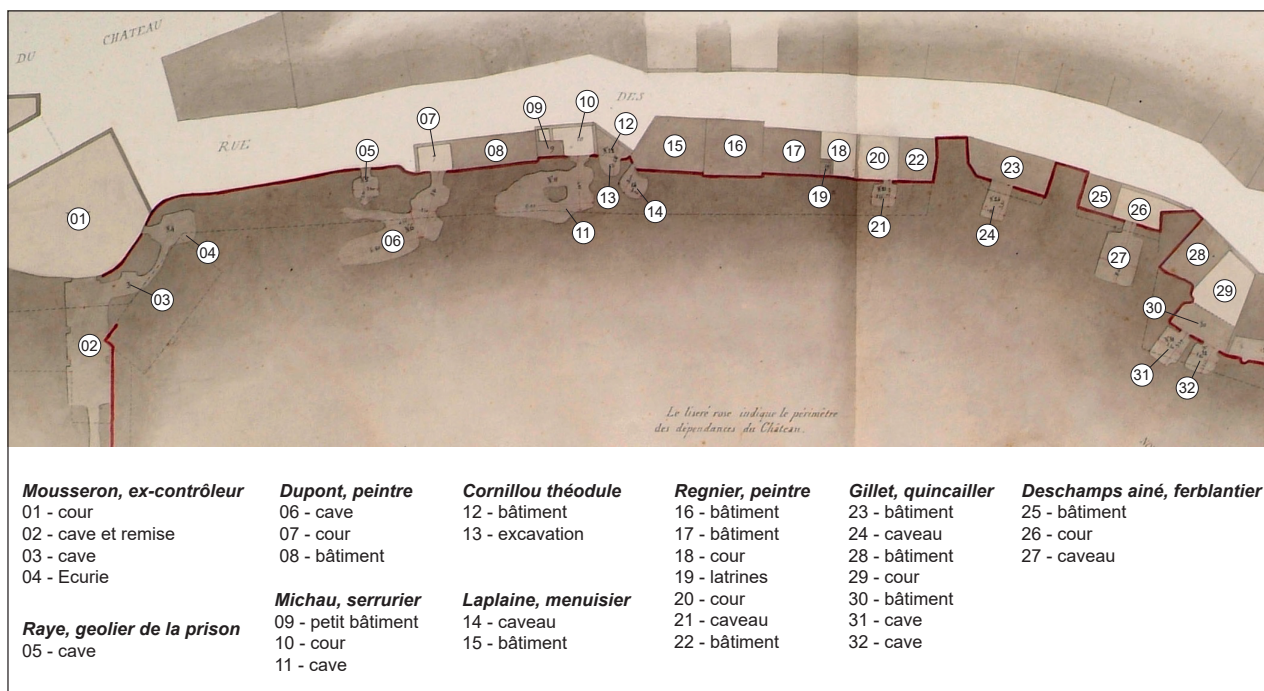 DU
CHATEAU
RUE
DES
01
02
03
04
05
06
07
08
09
10
11
12
13
14
15
16
17
18
19
20
21
22
23
24
25
26
27
28
29
30
31
32
Le liseré rose indique le périmètre
des dépendances du Château.
Mousseron, ex-contrôleur
01 - cour
02 - cave et remise
03 - cave
04 - Ecurie
Raye, geolier de la prison
05 - cave
Dupont, peintre
06 - cave
07 - cour
08 - bâtiment
Michau, serrurier
09 - petit bâtiment
10 - cour
11 - cave
Cornillou théodule
12 - bâtiment
13 - excavation
Laplaine, menuisier
14 - caveau
15 - bâtiment
Regnier, peintre
16 - bâtiment
17 - bâtiment
18 - cour
19 - latrines
20 - cour
21 - caveau
22 - bâtiment
Gillet, quincailler
23 - bâtiment
24 - caveau
28 - bâtiment
29 - cour
30 - bâtiment
31 - cave
32 - cave
Deschamps ainé, ferblantier
25 - bâtiment
26 - cour
27 - caveau